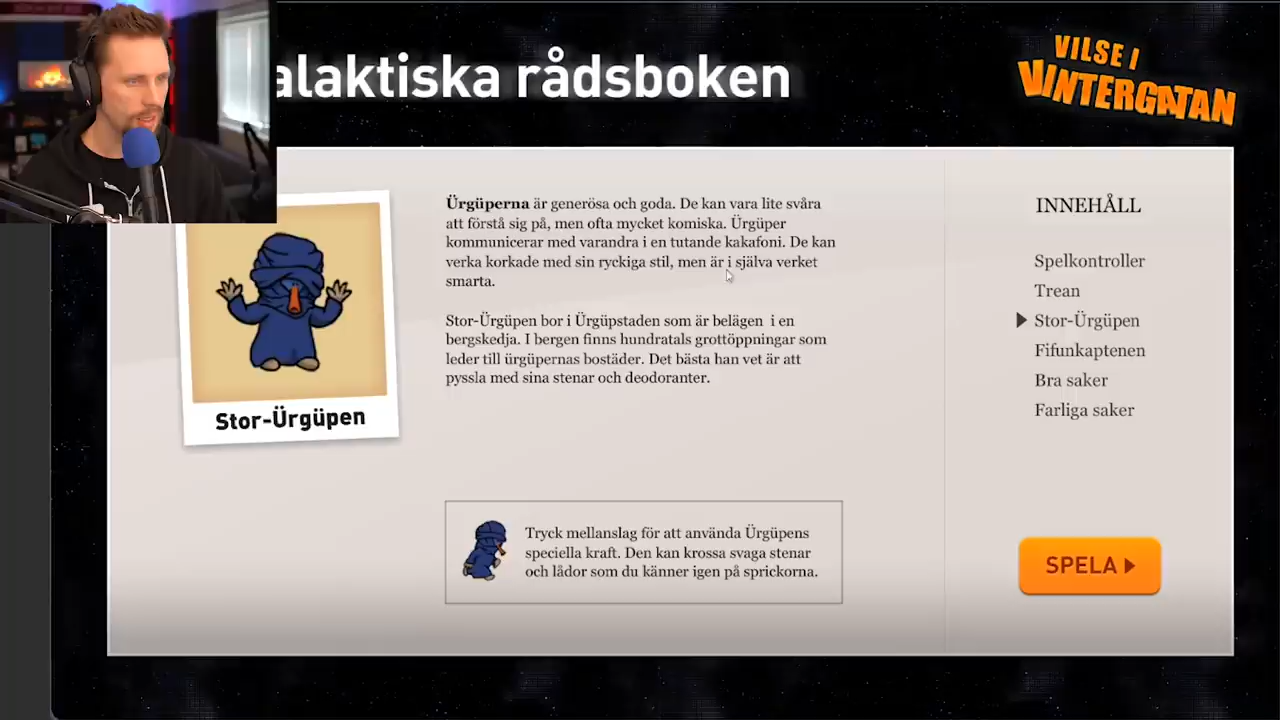 alaktiska rådsboken
VILSE I
VINTERGATAN
Ürgüperna är generösa och goda. De kan vara lite svåra
att förstå sig på, men ofta mycket komiska. Ürgüper
kommunicerar med varandra i en tutande kakafoni. De kan
verka korkade med sin ryckiga stil, men är i själva verket
smarta.
Stor-Ürgüpen bor i Ürgüpstaden som är belägen i en
bergskedja. I bergen finns hundratals grottöppningar som
leder till ürgüpernas bostäder. Det bästa han vet är att
pyssla med sina stenar och deodoranter.
Stor-Ürgüpen
Tryck mellanslag för att använda Ürgüpens
speciella kraft. Den kan krossa svaga stenar
och lådor som du känner igen på sprickorna.
INNEHÅLL
Spelkontroller
Trean
Stor-Ürgüpen
Fifunkaptenen
Bra saker
Farliga saker
SPELA